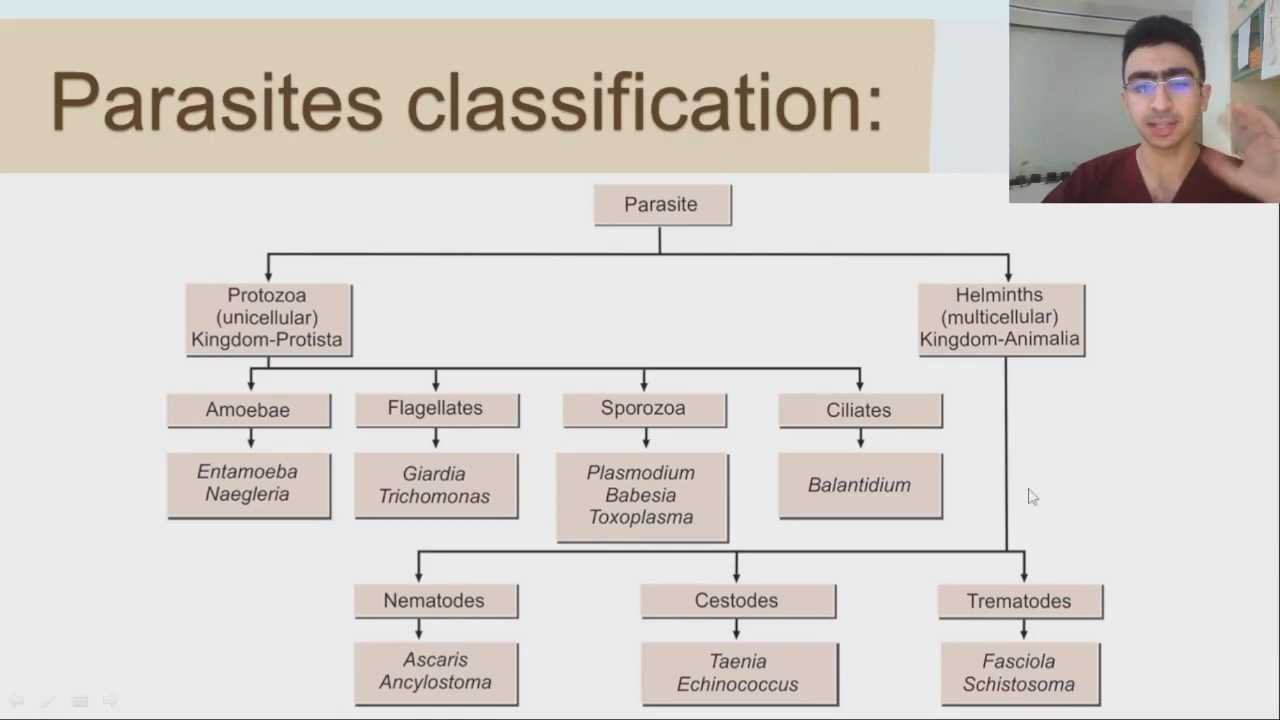 Parasites classification:
Parasite
Protozoa
(unicellular)
Kingdom-Protista
Helminths
(multicellular)
Kingdom-Animalia
Amoebae
Flagellates
Sporozoa
Ciliates
Entamoeba
Naegleria
Giardia
Trichomonas
Plasmodium
Babesia
Toxoplasma
Balantidium
Nematodes
Cestodes
Trematodes
Ascaris
Ancylostoma
Taenia
Echinococcus
Fasciola
Schistosoma